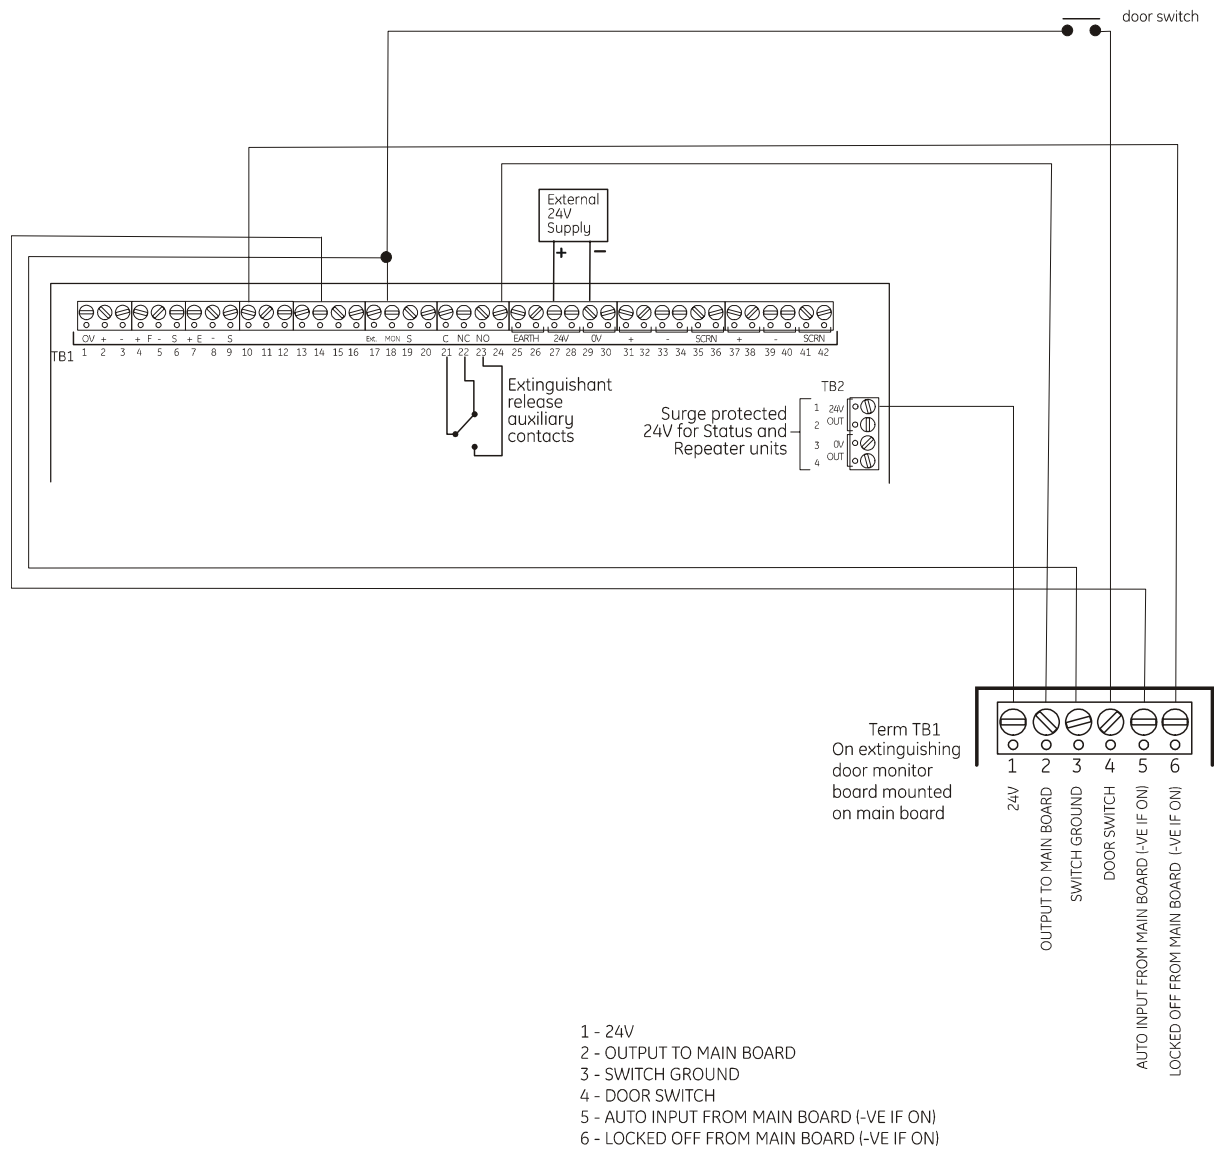 door switch
External
24V
Supply
+ −
0V + - + F - S + E - S Ext. MON S C NC NO EARTH 24V 0V + - SCRN + - SCRN
TB1 1 2 3 4 5 6 7 8 9 10 11 12 13 14 15 16 17 18 19 20 21 22 23 24 25 26 27 28 29 30 31 32 33 34 35 36 37 38 39 40 41 42
Extinguishant
release
auxiliary
contacts
Surge protected
24V for Status and
Repeater units
TB2
1 24V
2 OUT
3 0V
4 OUT
Term TB1
On extinguishing
door monitor
board mounted
on main board
1 2 3 4 5 6
24V
OUTPUT TO MAIN BOARD
SWITCH GROUND
DOOR SWITCH
AUTO INPUT FROM MAIN BOARD (-VE IF ON)
LOCKED OFF FROM MAIN BOARD (-VE IF ON)
1 - 24V
2 - OUTPUT TO MAIN BOARD
3 - SWITCH GROUND
4 - DOOR SWITCH
5 - AUTO INPUT FROM MAIN BOARD (-VE IF ON)
6 - LOCKED OFF FROM MAIN BOARD (-VE IF ON)